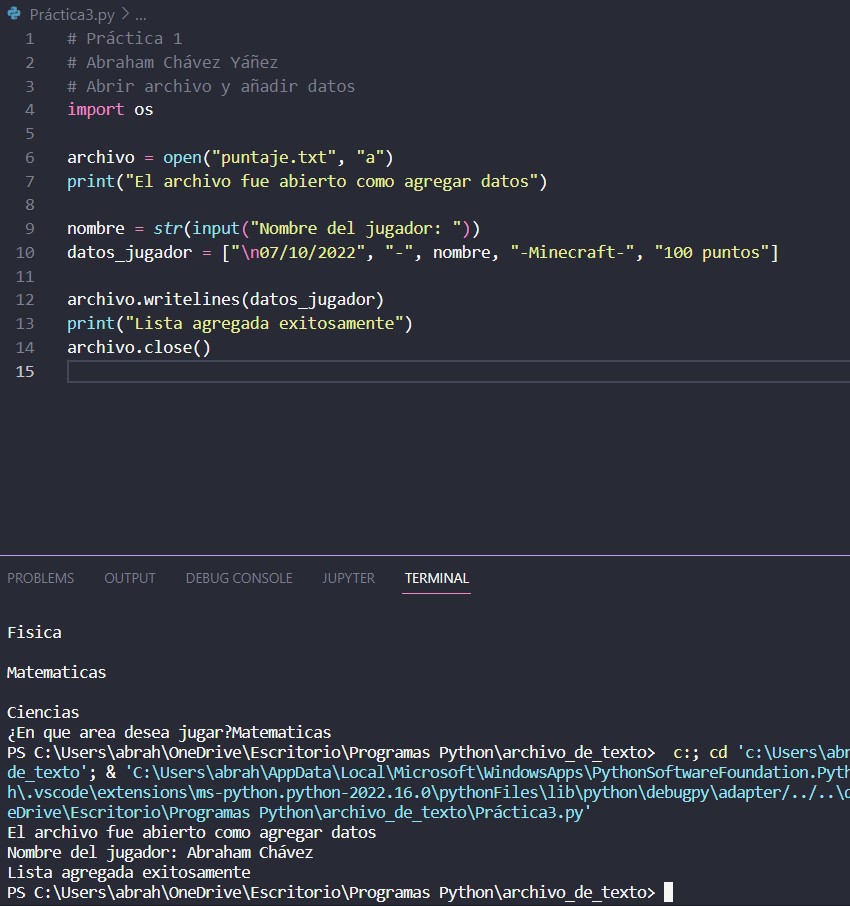 Práctica3.py > ...
1 # Práctica 1
2 # Abraham Chávez Yáñez
3 # Abrir archivo y añadir datos
4 import os
5
6 archivo = open("puntaje.txt", "a")
7 print("El archivo fue abierto como agregar datos")
8
9 nombre = str(input("Nombre del jugador: "))
10 datos_jugador = ["\n07/10/2022", "-", nombre, "-Minecraft-", "100 puntos"]
11
12 archivo.writelines(datos_jugador)
13 print("Lista agregada exitosamente")
14 archivo.close()
15
PROBLEMS OUTPUT DEBUG CONSOLE JUPYTER TERMINAL
Fisica
Matematicas
Ciencias
¿En que area desea jugar?Matematicas
PS C:\Users\abrah\OneDrive\Escritorio\Programas Python\archivo_de_texto> c:; cd 'c:\Users\abr
de_texto'; & 'C:\Users\abrah\AppData\Local\Microsoft\WindowsApps\PythonSoftwareFoundation.Pyth
h\.vscode\extensions\ms-python.python-2022.16.0\pythonFiles\lib\python\debugpy\adapter/../..\d
eDrive\Escritorio\Programas Python\archivo_de_texto\Práctica3.py'
El archivo fue abierto como agregar datos
Nombre del jugador: Abraham Chávez
Lista agregada exitosamente
PS C:\Users\abrah\OneDrive\Escritorio\Programas Python\archivo_de_texto>